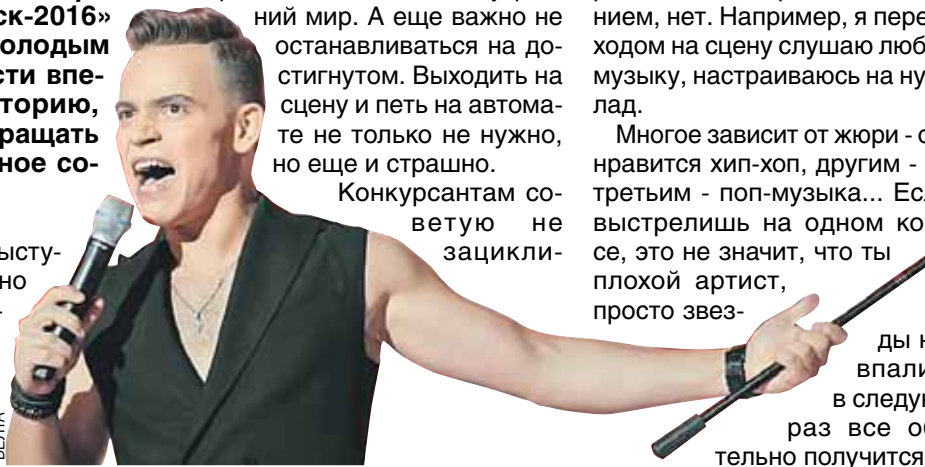 ск-2016»
олодым
сти впе-
торию,
ращать
ное со-
ысту-
но
ний мир. А еще важно не
останавливаться на до-
стигнутом. Выходить на
сцену и петь на автома-
те не только не нужно,
но еще и страшно.
Конкурсантам со-
ветую не
зацикли-
нием, нет. Например, я пере
ходом на сцену слушаю люб
музыку, настраиваюсь на ну
лад.
Многое зависит от жюри - о
нравится хип-хоп, другим -
третьим - поп-музыка... Ес
выстрелишь на одном ко
се, это не значит, что ты
плохой артист,
просто звез-
ды н
впали
в следу
раз все об
тельно получится